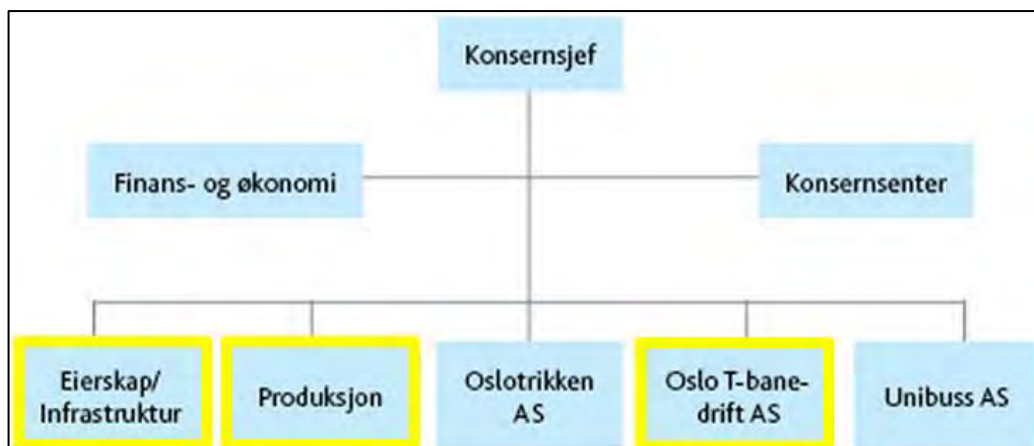 Konsernsjef
Finans- og økonomi
Konsernsenter
Eierskap/
Infrastruktur
Produksjon
Oslotrikken
AS
Oslo T-bane-
drift AS
Unibuss AS